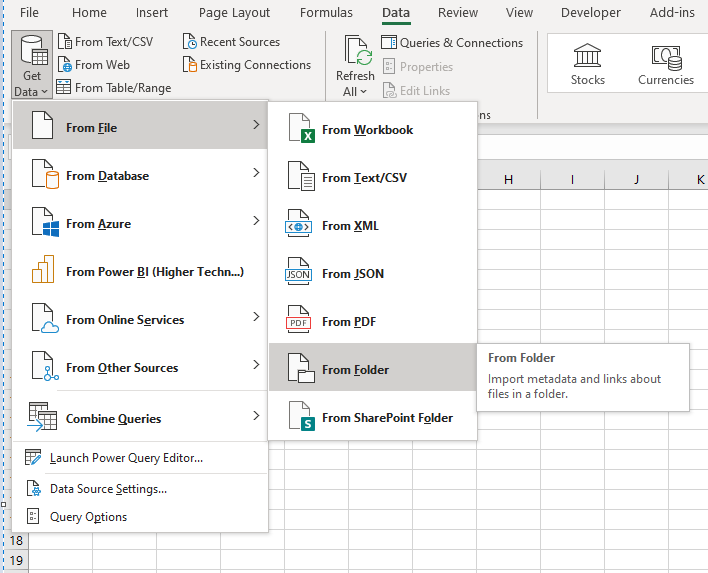 File Home Insert Page Layout Formulas Data Review View Developer Add-ins
Get
Data
From Text/CSV
From Web
From Table/Range
Recent Sources
Existing Connections
Refresh
All
Queries & Connections
Properties
Edit Links
Stocks
Currencies
ns
From File
From Database
From Azure
From Power BI (Higher Techn...)
From Online Services
From Other Sources
Combine Queries
Launch Power Query Editor...
Data Source Settings...
Query Options
X
From Workbook
From Text/CSV
From XML
JSON
From JSON
PDF
From PDF
From Folder
S
From SharePoint Folder
From Folder
Import metadata and links about
files in a folder.
H I J K
18
19